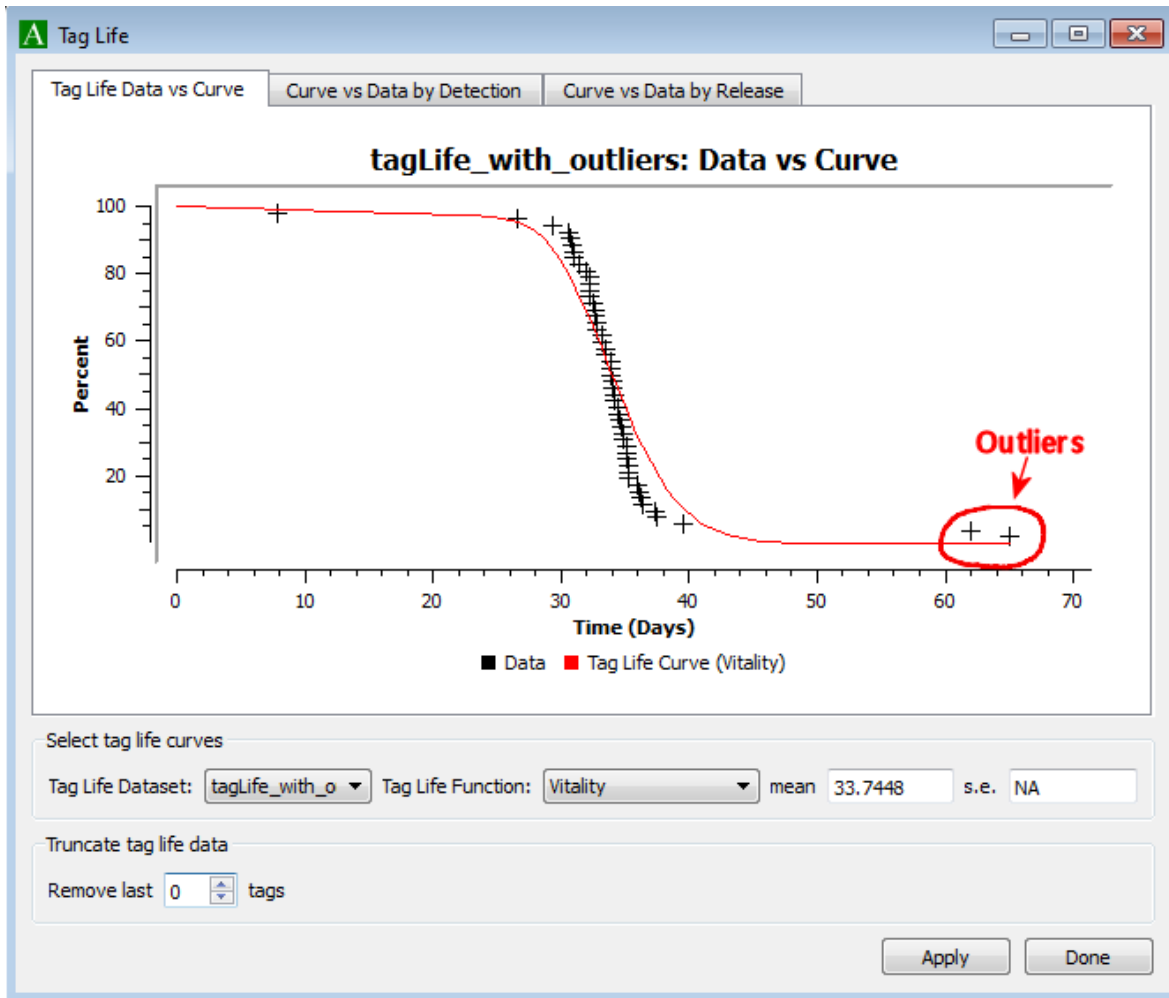 A Tag Life
Tag Life Data vs Curve Curve vs Data by Detection Curve vs Data by Release
tagLife_with_outliers: Data vs Curve
100
80
60
40
20
Percent
Outliers
0 10 20 30 40 50 60 70
Time (Days)
Data Tag Life Curve (Vitality)
Select tag life curves
Tag Life Dataset: tagLife_with_o Tag Life Function: Vitality mean 33.7448 s.e. NA
Truncate tag life data
Remove last 0 tags
Apply Done